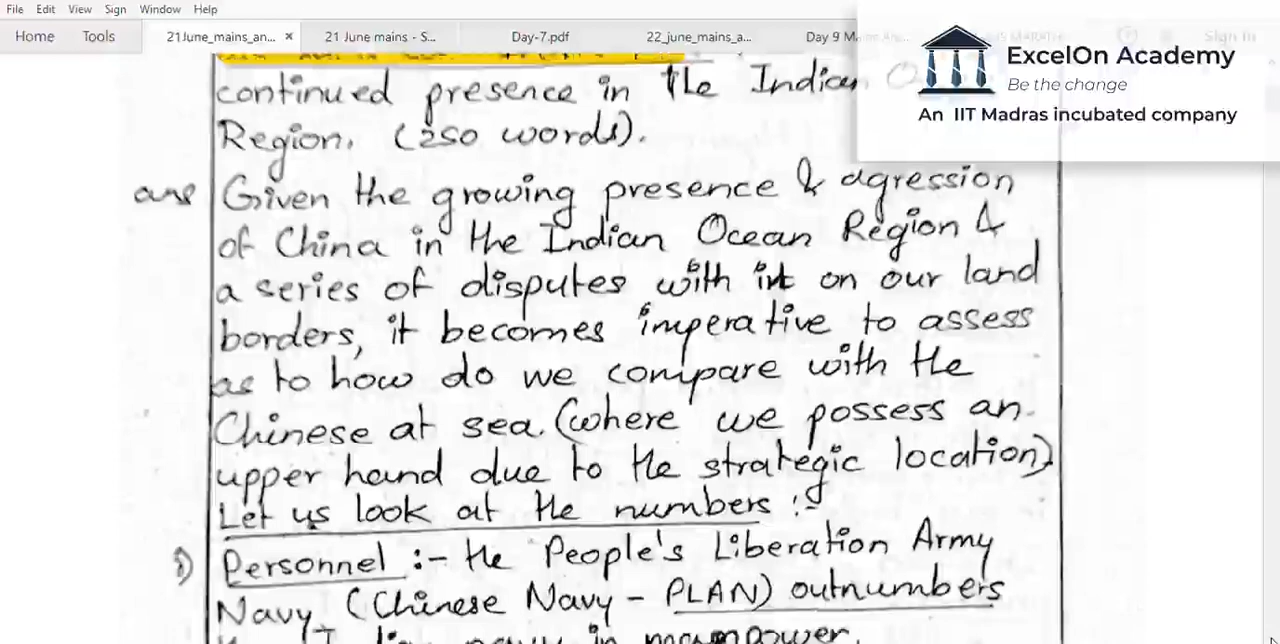 File Edit View Sign Window Help
Home Tools 21June_mains_an... × 21 June mains - S... Day-7.pdf 22_june_mains_a... Day 9 M Sign In
ExcelOn Academy
Be the change
An IIT Madras incubated company
continued presence in the Indian O
Region. (250 words).
ans Given the growing presence & agression
of China in the Indian Ocean Region &
a series of disputes with it on our land
borders, it becomes imperative to assess
as to how do we compare with the
Chinese at sea. (where we possess an
upper hand due to the strategic location)
Let us look at the numbers :-
1) Personnel :- the People's Liberation Army
Navy (Chinese Navy - PLAN) outnumbers
navy in manpower.